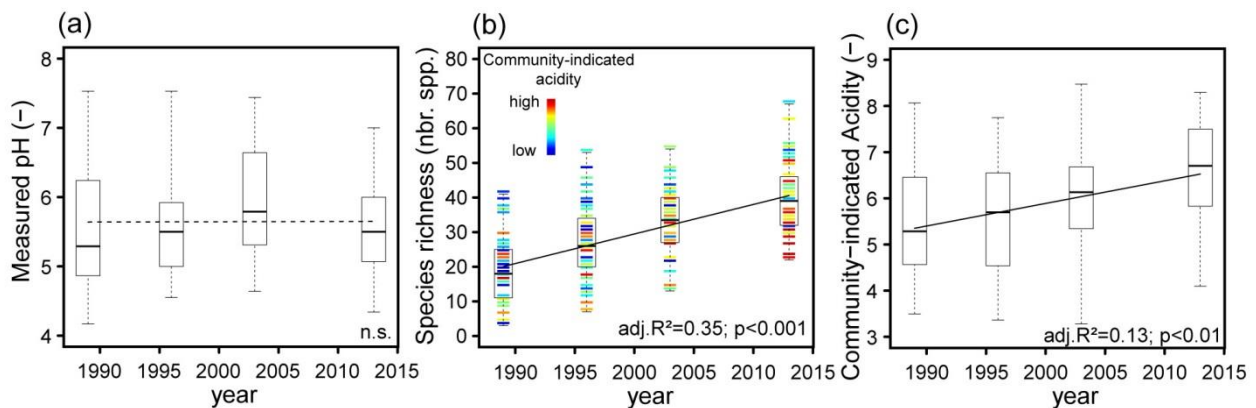 (a)
Measured pH (−)
8
7
6
5
4
n.s.
1990 1995 2000 2005 2010 2015
year
(b)
Species richness (nbr. spp.)
80
70
60
50
40
30
20
10
0
Community-indicated
acidity
high
low
adj.R²=0.35; p<0.001
1990 1995 2000 2005 2010 2015
year
(c)
Community−indicated Acidity (−)
9
8
7
6
5
4
3
adj.R²=0.13; p<0.01
1990 1995 2000 2005 2010 2015
year